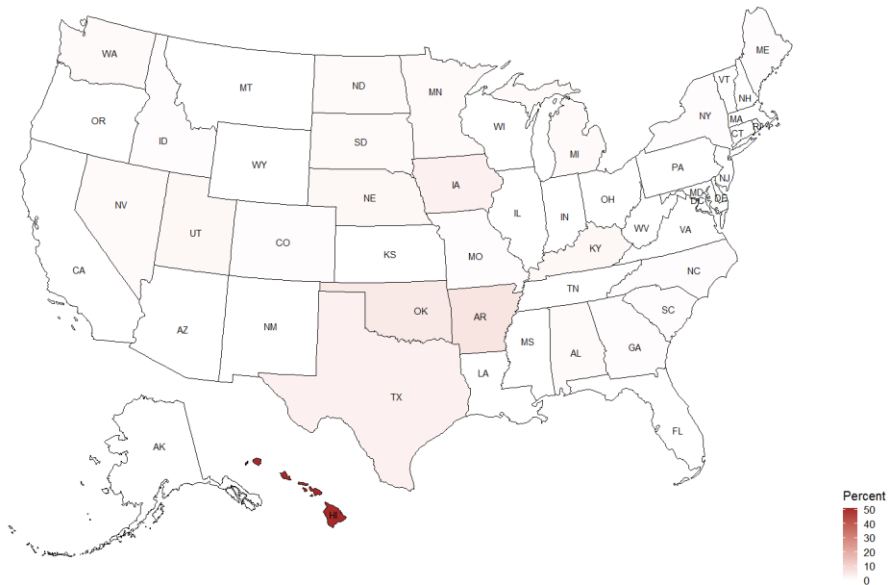 WA
MT
ND
MN
ME
VT
NH
OR
ID
SD
WI
MI
NY
MA
CT
RI
WY
IA
PA
NJ
NV
UT
NE
IL
IN
OH
MD
DC
DE
CO
KS
MO
KY
WV
VA
CA
AZ
NM
OK
AR
TN
NC
SC
MS
AL
GA
TX
LA
FL
AK
HI
Percent
50
40
30
20
10
0